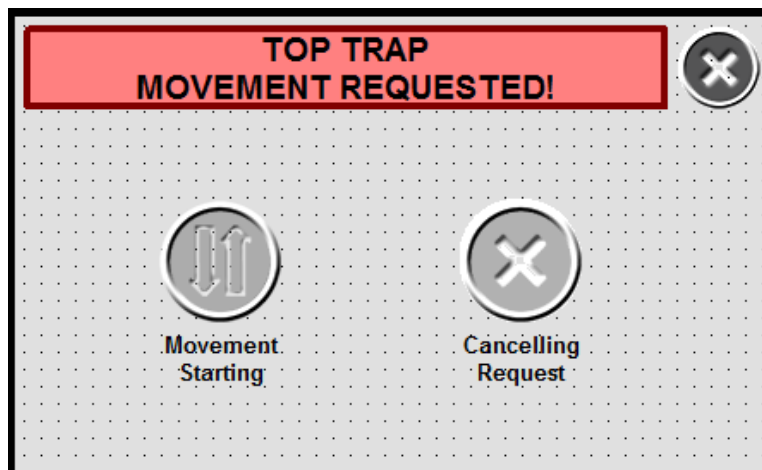 TOP TRAP
MOVEMENT REQUESTED!
Movement
Starting
Cancelling
Request